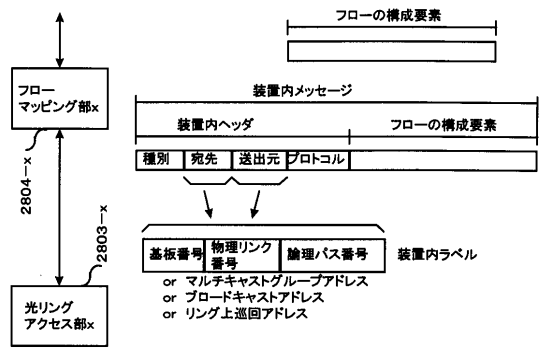 フローの構成要素
フロー
マッピング部x
2804-x
装置内メッセージ
装置内ヘッダ
フローの構成要素
種別
宛先
送出元
プロトコル
2803-x
基板番号
物理リンク
番号
論理パス番号
装置内ラベル
or マルチキャストグループアドレス
or ブロードキャストアドレス
or リング上巡回アドレス
光リング
アクセス部x